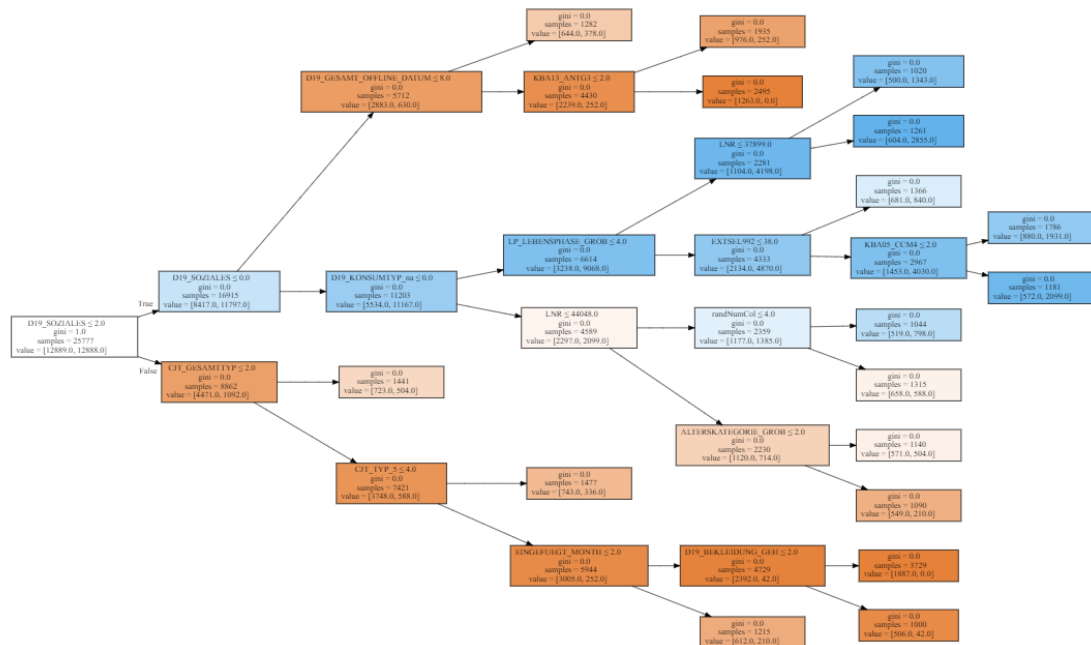 gini = 0.0
samples = 1282
value = [644.0, 378.0]
gini = 0.0
samples = 1935
value = [976.0, 252.0]
D19_GESAMT_OFFLINE_DATUM ≤ 8.0
gini = 0.0
samples = 5712
value = [2883.0, 630.0]
KBA13_ANTG3 ≤ 2.0
gini = 0.0
samples = 4430
value = [2239.0, 252.0]
gini = 0.0
samples = 2495
value = [1263.0, 0.0]
gini = 0.0
samples = 1020
value = [500.0, 1343.0]
gini = 0.0
samples = 1261
value = [604.0, 2855.0]
LNR ≤ 37899.0
gini = 0.0
samples = 2281
value = [1104.0, 4198.0]
gini = 0.0
samples = 1366
value = [681.0, 840.0]
LP_LEBENSPHASE_GROB ≤ 4.0
gini = 0.0
samples = 6614
value = [3238.0, 9068.0]
EXTSEL992 ≤ 38.0
gini = 0.0
samples = 4333
value = [2134.0, 4870.0]
KBA05_CCM4 ≤ 2.0
gini = 0.0
samples = 2967
value = [1453.0, 4030.0]
gini = 0.0
samples = 1786
value = [880.0, 1931.0]
gini = 0.0
samples = 1181
value = [572.0, 2099.0]
D19_SOZIALES ≤ 0.0
gini = 0.0
samples = 16915
value = [8417.0, 11797.0]
D19_KONSUMTYP_na ≤ 0.0
gini = 0.0
samples = 11203
value = [5534.0, 11167.0]
True
D19_SOZIALES ≤ 2.0
gini = 1.0
samples = 25777
value = [12889.0, 12888.0]
False
LNR ≤ 44048.0
gini = 0.0
samples = 4589
value = [2297.0, 2099.0]
randNumCol ≤ 4.0
gini = 0.0
samples = 2359
value = [1177.0, 1385.0]
gini = 0.0
samples = 1044
value = [519.0, 798.0]
gini = 0.0
samples = 1315
value = [658.0, 588.0]
CJT_GESAMTTYP ≤ 2.0
gini = 0.0
samples = 8862
value = [4471.0, 1092.0]
gini = 0.0
samples = 1441
value = [723.0, 504.0]
ALTERSKATEGORIE_GROB ≤ 2.0
gini = 0.0
samples = 2230
value = [1120.0, 714.0]
gini = 0.0
samples = 1140
value = [571.0, 504.0]
gini = 0.0
samples = 1090
value = [549.0, 210.0]
CJT_TYP_5 ≤ 4.0
gini = 0.0
samples = 7421
value = [3748.0, 588.0]
gini = 0.0
samples = 1477
value = [743.0, 336.0]
EINGEFUEGT_MONTH ≤ 2.0
gini = 0.0
samples = 5944
value = [3005.0, 252.0]
D19_BEKLEIDUNG_GEH ≤ 2.0
gini = 0.0
samples = 4729
value = [2392.0, 42.0]
gini = 0.0
samples = 3729
value = [1887.0, 0.0]
gini = 0.0
samples = 1000
value = [506.0, 42.0]
gini = 0.0
samples = 1215
value = [612.0, 210.0]